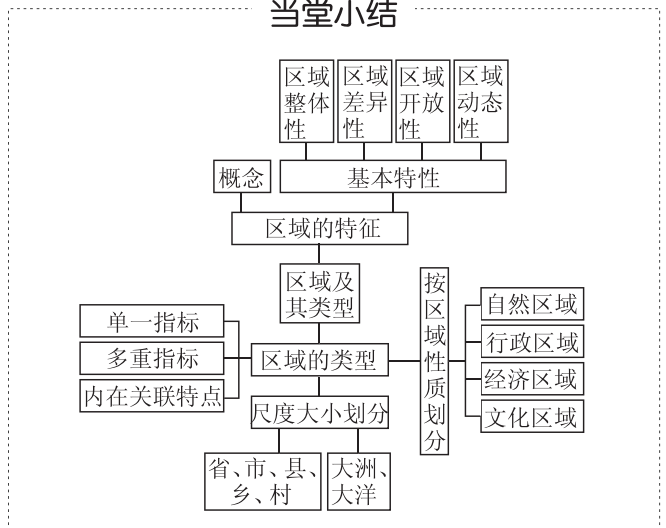 当堂小结
区域
整体
性
区域
差异
性
区域
开放
性
区域
动态
性
概念
基本特性
区域的特征
区域及
其类型
单一指标
多重指标
内在关联特点
区域的类型
按区域性质划分
自然区域
行政区域
经济区域
文化区域
尺度大小划分
省、市、县、
乡、村
大洲、
大洋